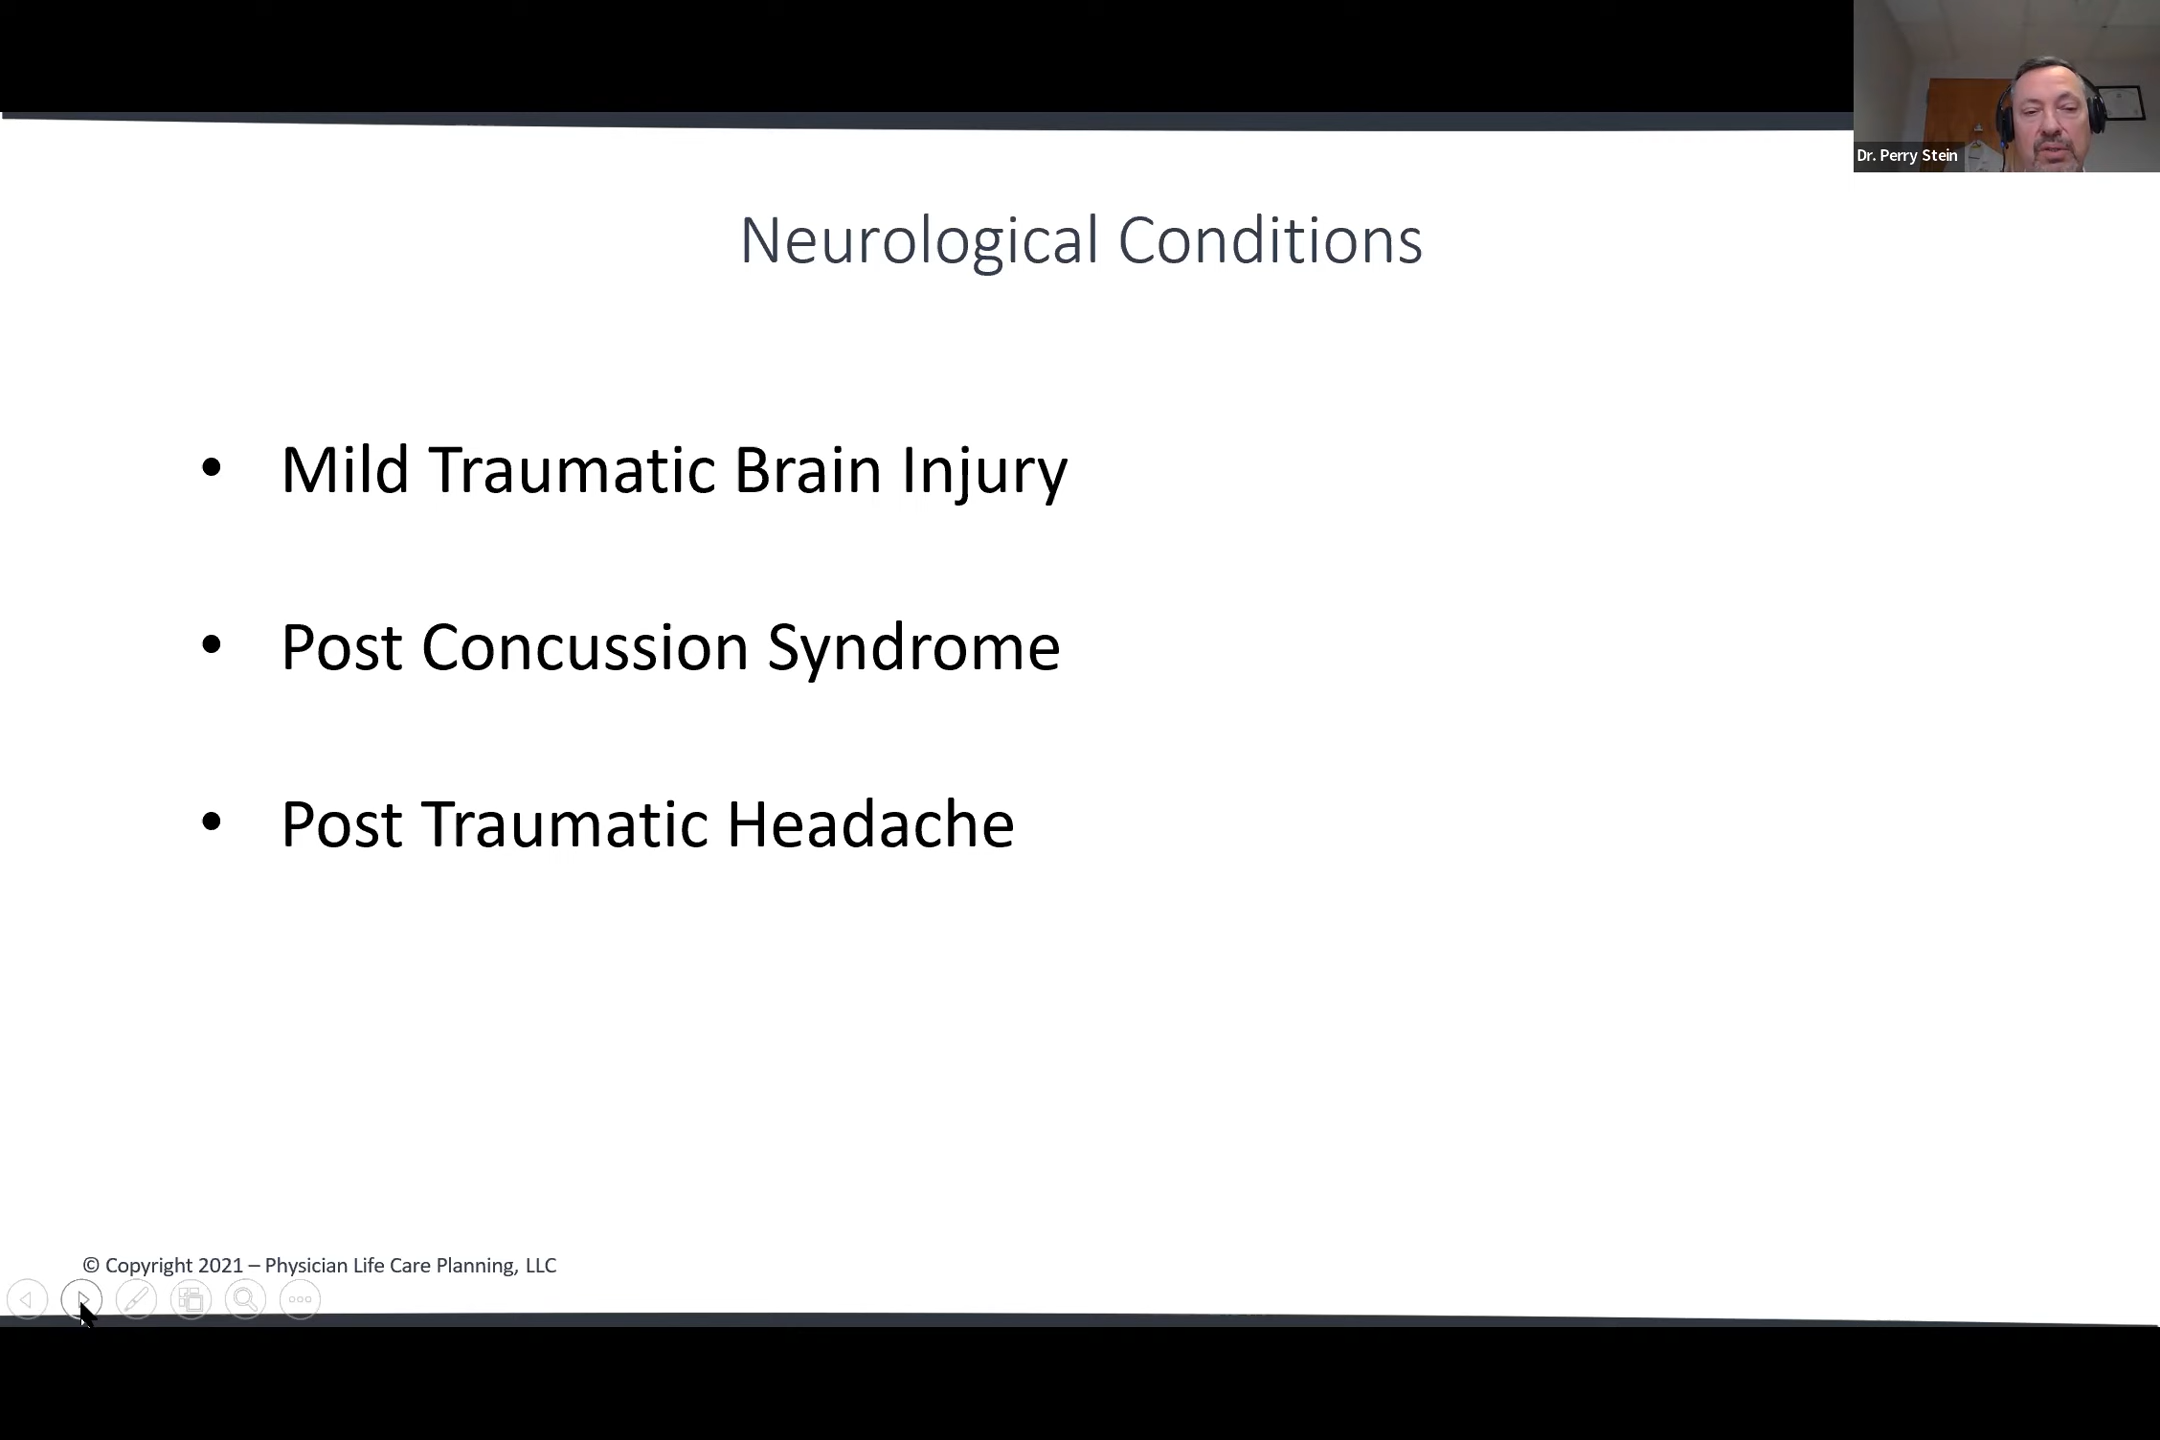 Dr. Perry Stein
Neurological Conditions
• Mild Traumatic Brain Injury
• Post Concussion Syndrome
• Post Traumatic Headache
© Copyright 2021 – Physician Life Care Planning, LLC